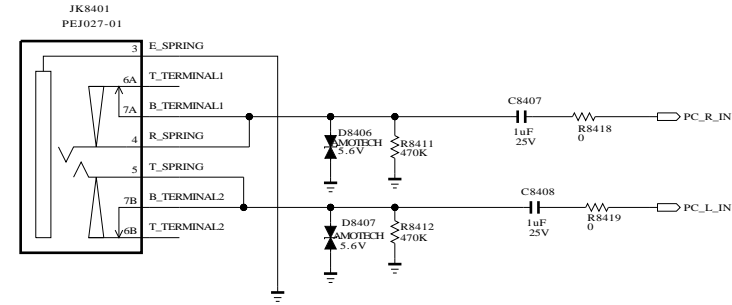 JK8401
PEJ027-01
3 E_SPRING
6A T_TERMINAL1
7A B_TERMINAL1
4 R_SPRING
5 T_SPRING
7B B_TERMINAL2
6B T_TERMINAL2
D8406
AMOTECH
5.6V
R8411
470K
C8407
1uF
25V
R8418
0
PC_R_IN
D8407
AMOTECH
5.6V
R8412
470K
C8408
1uF
25V
R8419
0
PC_L_IN